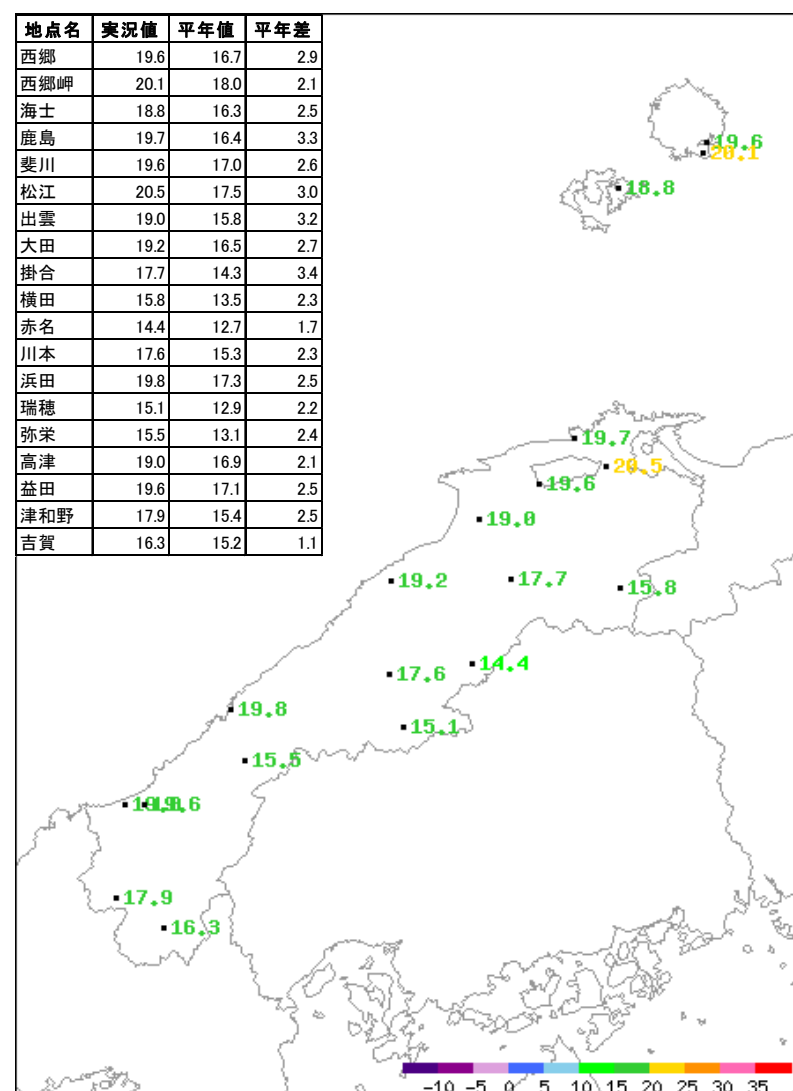 地点名 実況値 平年値 平年差
西郷 19.6 16.7 2.9
西郷岬 20.1 18.0 2.1
海士 18.8 16.3 2.5
鹿島 19.7 16.4 3.3
斐川 19.6 17.0 2.6
松江 20.5 17.5 3.0
出雲 19.0 15.8 3.2
大田 19.2 16.5 2.7
掛合 17.7 14.3 3.4
横田 15.8 13.5 2.3
赤名 14.4 12.7 1.7
川本 17.6 15.3 2.3
浜田 19.8 17.3 2.5
瑞穂 15.1 12.9 2.2
弥栄 15.5 13.1 2.4
高津 19.0 16.9 2.1
益田 19.6 17.1 2.5
津和野 17.9 15.4 2.5
吉賀 16.3 15.2 1.1
19.6
20.1
18.8
19.7
20.5
19.6
19.0
19.2
17.7
15.8
14.4
17.6
19.8
15.1
15.5
19.0 19.6
17.9
16.3
-10 -5 0 5 10 15 20 25 30 35